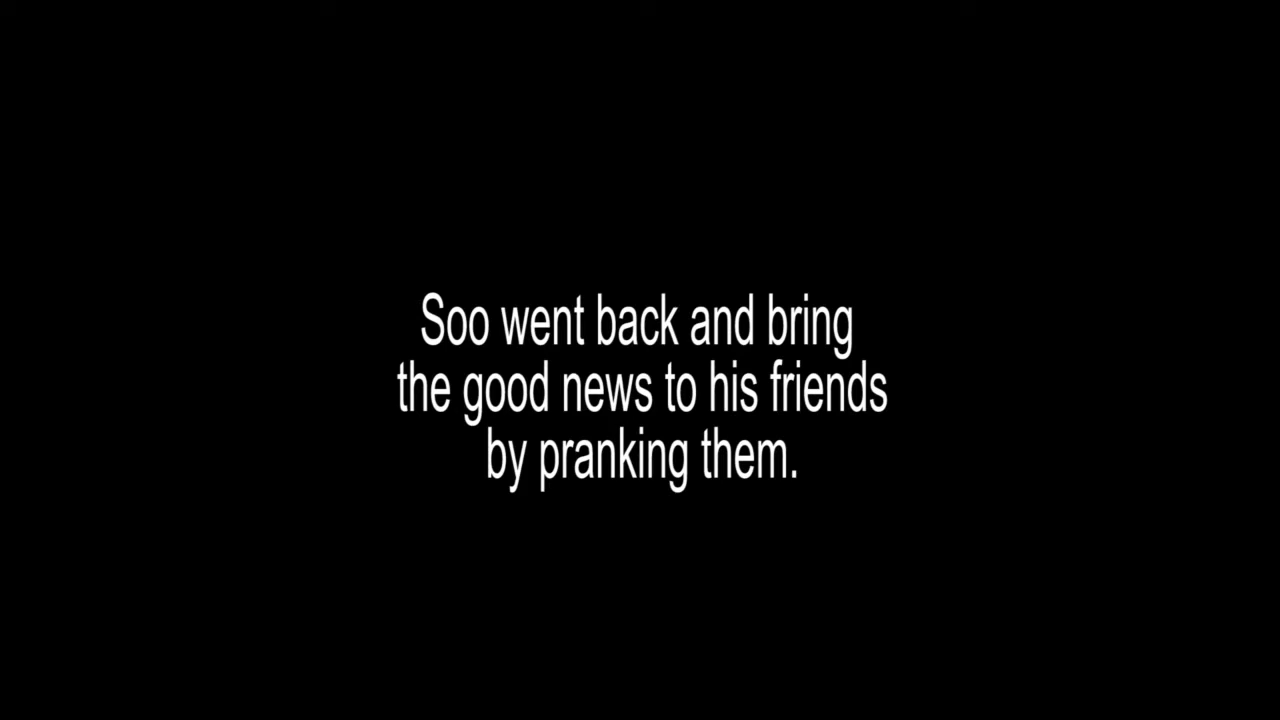 Soo went back and bring
the good news to his friends
by pranking them.